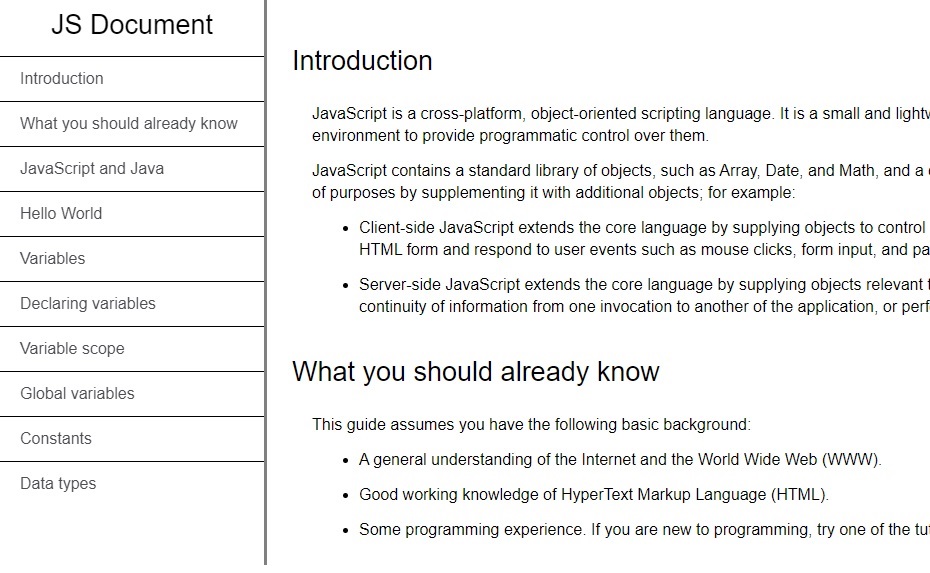 JS Document
Introduction
What you should already know
JavaScript and Java
Hello World
Variables
Declaring variables
Variable scope
Global variables
Constants
Data types
Introduction
JavaScript is a cross-platform, object-oriented scripting language. It is a small and
environment to provide programmatic control over them.
JavaScript contains a standard library of objects, such as Array, Date, and Math, and a
of purposes by supplementing it with additional objects; for example:
• Client-side JavaScript extends the core language by supplying objects to control
HTML form and respond to user events such as mouse clicks, form input, and
• Server-side JavaScript extends the core language by supplying objects relevant
continuity of information from one invocation to another of the application, or
What you should already know
This guide assumes you have the following basic background:
• A general understanding of the Internet and the World Wide Web (WWW).
• Good working knowledge of HyperText Markup Language (HTML).
• Some programming experience. If you are new to programming, try one of the